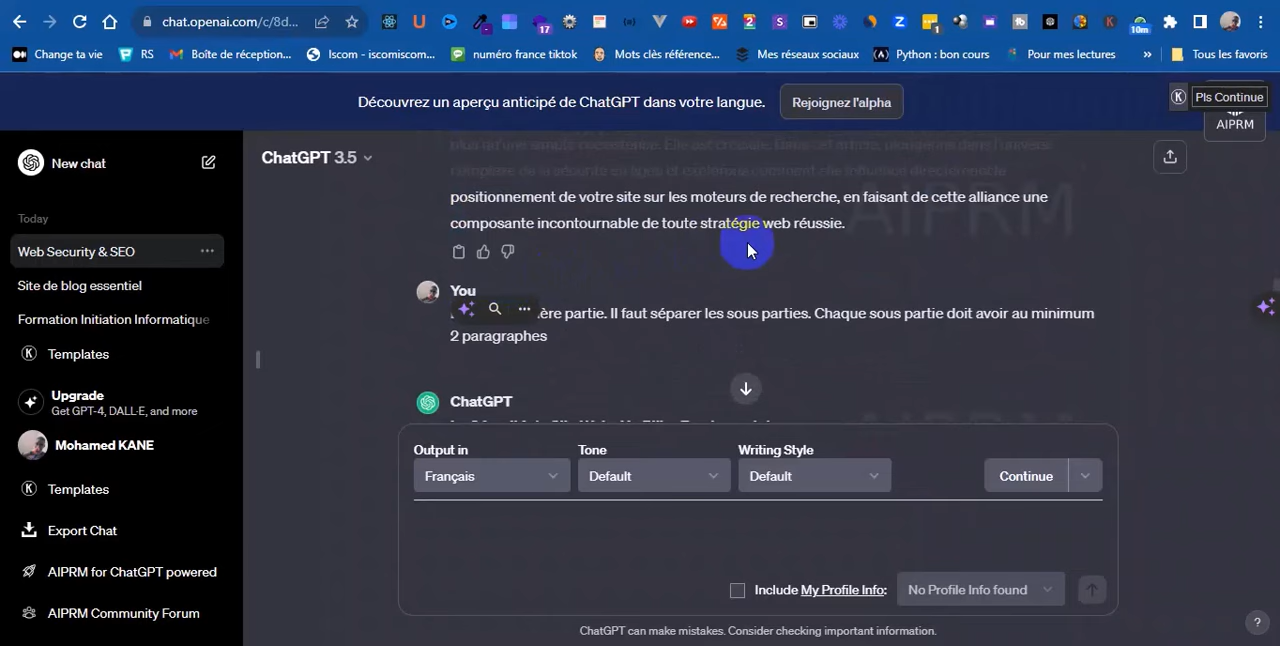 chat.openai.com/c/8d...
17
2
1
10m
Change ta vie
RS
Boîte de réception...
Iscom - iscomiscom...
numéro france tiktok
Mots clés référence...
Mes réseaux sociaux
Python : bon cours
Pour mes lectures
»
Tous les favoris
Découvrez un aperçu anticipé de ChatGPT dans votre langue.
Rejoignez l'alpha
Pls Continue
AIPRM
New chat
ChatGPT 3.5
Today
Web Security & SEO
Site de blog essentiel
Formation Initiation Informatique
Templates
Upgrade
Get GPT-4, DALL·E, and more
Mohamed KANE
Templates
Export Chat
AIPRM for ChatGPT powered
AIPRM Community Forum
AIPRM
positionnement de votre site sur les moteurs de recherche, en faisant de cette alliance une
composante incontournable de toute stratégie web réussie.
You
ère partie. Il faut séparer les sous parties. Chaque sous partie doit avoir au minimum
2 paragraphes
ChatGPT
Output in
Tone
Writing Style
Français
Default
Default
Continue
Include My Profile Info:
No Profile Info found
ChatGPT can make mistakes. Consider checking important information.
?